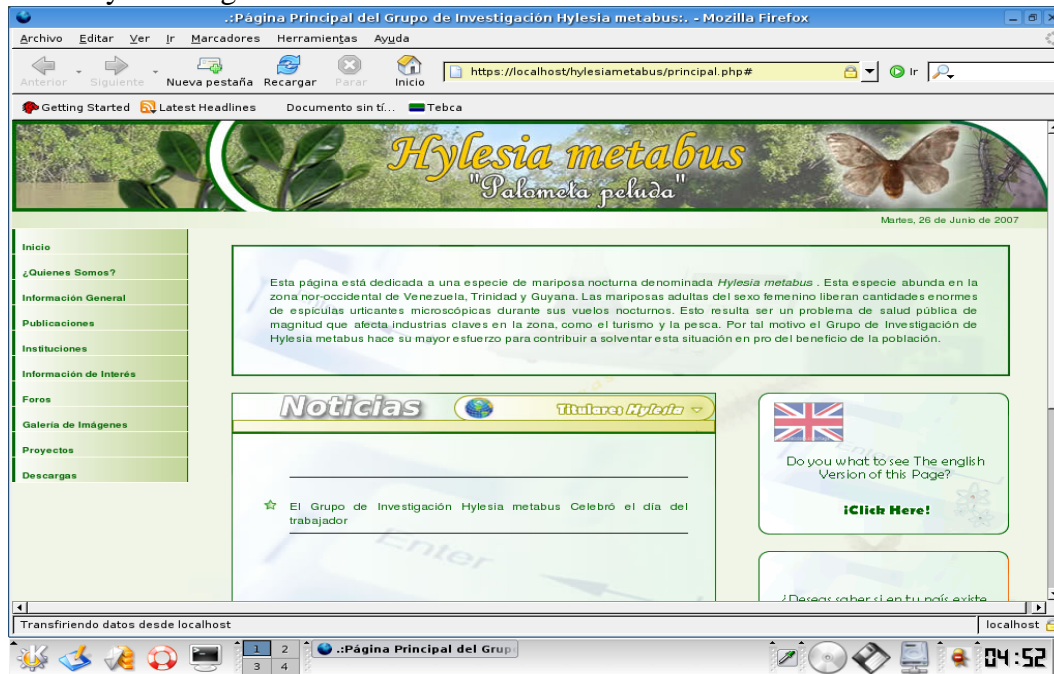 .:Página Principal del Grupo de Investigación Hylesia metabus:. - Mozilla Firefox
Archivo Editar Ver Ir Marcadores Herramientas Ayuda
Anterior Siguiente Nueva pestaña Recargar Parar Inicio https://localhost/hylesiametabus/principal.php# Ir
Getting Started Latest Headlines Documento sin tí... Tebca
Hylesia metabus
"Palometa peluda"
Martes, 26 de Junio de 2007
Inicio
¿Quienes Somos?
Información General
Publicaciones
Instituciones
Información de Interés
Foros
Galería de Imágenes
Proyectos
Descargas
Esta página está dedicada a una especie de mariposa nocturna denominada Hylesia metabus . Esta especie abunda en la
zona nor-occidental de Venezuela, Trinidad y Guyana. Las mariposas adultas del sexo femenino liberan cantidades enormes
de espículas urticantes microscópicas durante sus vuelos nocturnos. Esto resulta ser un problema de salud pública de
magnitud que afecta industrias claves en la zona, como el turismo y la pesca. Por tal motivo el Grupo de Investigación de
Hylesia metabus hace su mayor esfuerzo para contribuir a solventar esta situación en pro del beneficio de la población.
Noticias Titulares Hylesia
El Grupo de Investigación Hylesia metabus Celebró el día del
trabajador
Enter
Do you what to see The english
Version of this Page?
¡Click Here!
¿Deseas saber si en tu país existe
Transfiriendo datos desde localhost localhost
1 2
3 4
.:Página Principal del Grup
04:52